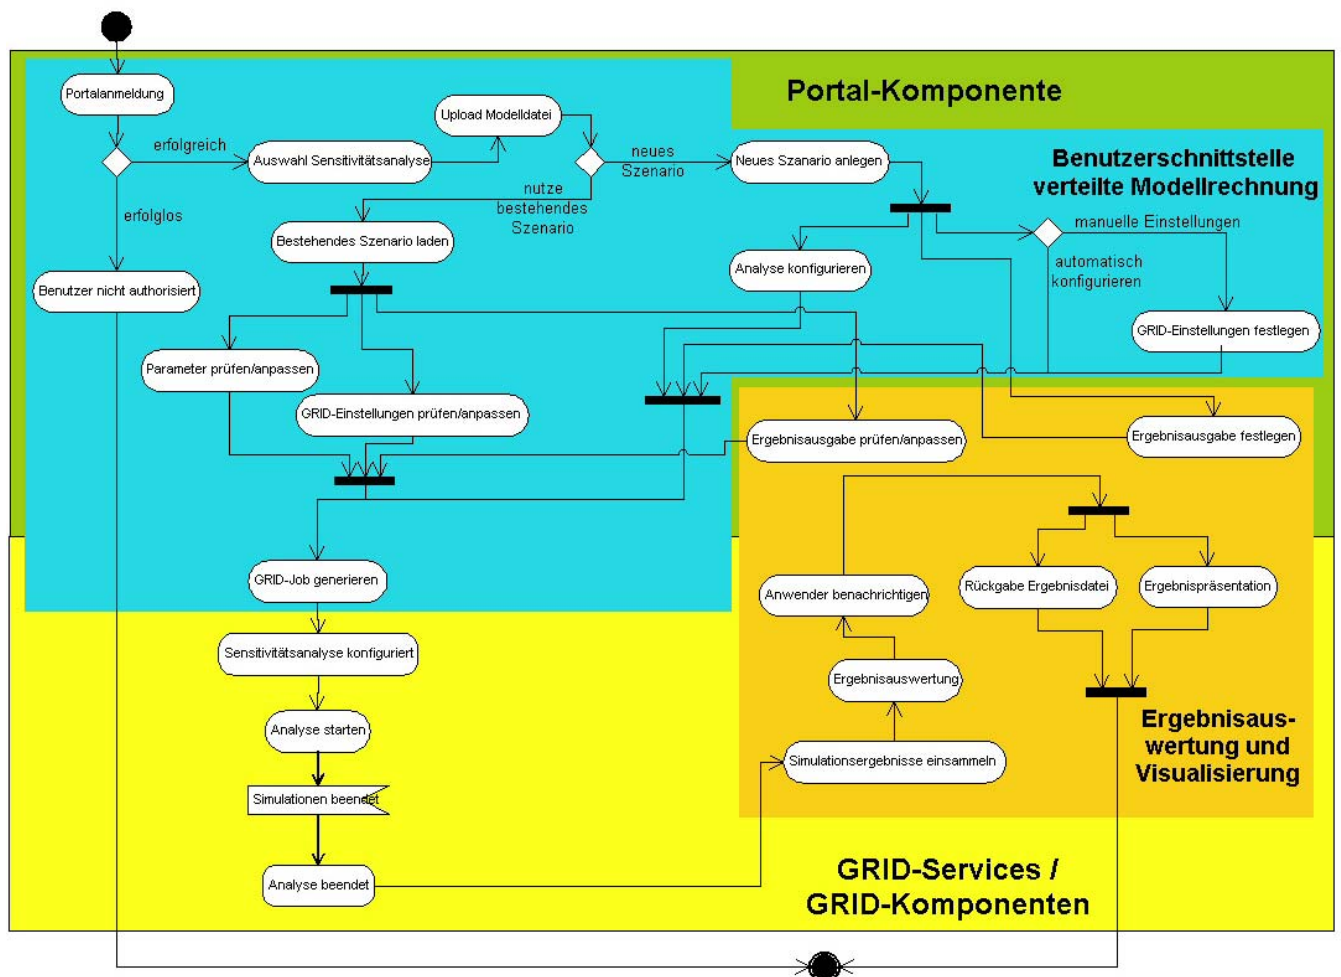 Portal-Komponente
Portalanmeldung
Upload Modelldatei
erfolgreich
Auswahl Sensitivitätsanalyse
neues
Szenario
Neues Szanario anlegen
Benutzerschnittstelle
verteilte Modellrechnung
nutze
bestehendes
Szenario
erfolglos
manuelle Einstellungen
Bestehendes Szenario laden
Analyse konfigurieren
automatisch
konfigurieren
Benutzer nicht authorisiert
GRID-Einstellungen festlegen
Parameter prüfen/anpassen
GRID-Einstellungen prüfen/anpassen
Ergebnisausgabe prüfen/anpassen
Ergebnisausgabe festlegen
GRID-Job generieren
Anwender benachrichtigen
Rückgabe Ergebnisdatei
Ergebnispräsentation
Sensitivitätsanalyse konfiguriert
Ergebnisauswertung
Analyse starten
Ergebnisaus-
wertung und
Visualisierung
Simulationsergebnisse einsammeln
Simulationen beendet
Analyse beendet
GRID-Services /
GRID-Komponenten